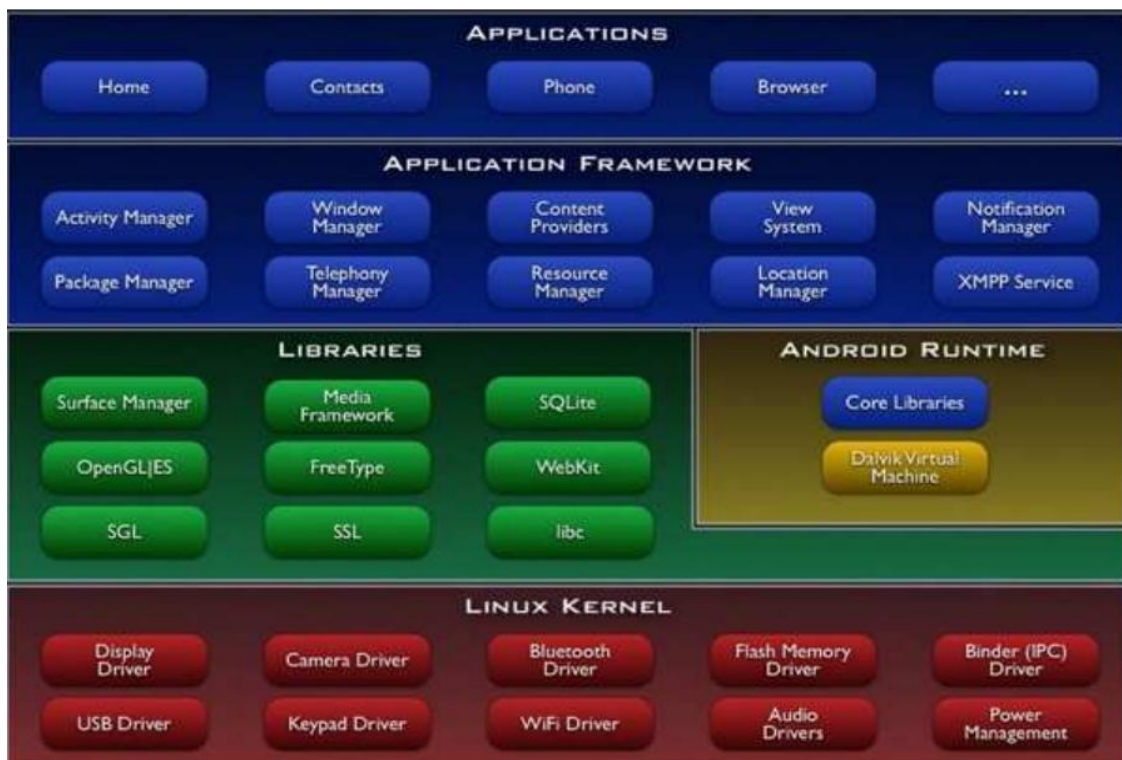 APPLICATIONS
Home
Contacts
Phone
Browser
...
APPLICATION FRAMEWORK
Activity Manager
Window
Manager
Content
Providers
View
System
Notification
Manager
Package Manager
Telephony
Manager
Resource
Manager
Location
Manager
XMPP Service
LIBRARIES
Surface Manager
Media
Framework
SQLite
OpenGL|ES
FreeType
WebKit
SGL
SSL
libc
ANDROID RUNTIME
Core Libraries
Dalvik Virtual
Machine
LINUX KERNEL
Display
Driver
Camera Driver
Bluetooth
Driver
Flash Memory
Driver
Binder (IPC)
Driver
USB Driver
Keypad Driver
WiFi Driver
Audio
Drivers
Power
Management